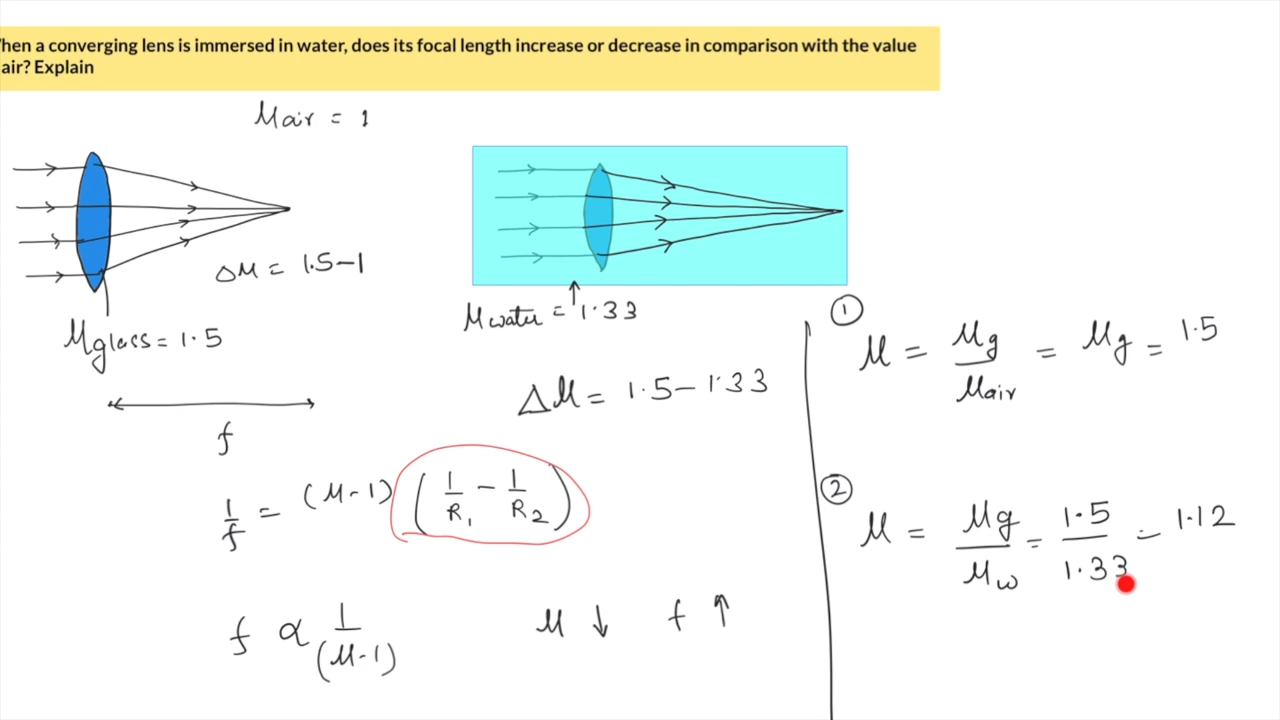 hen a converging lens is immersed in water, does its focal length increase or decrease in comparison with the value
air? Explain
μair = 1
Δμ = 1.5-1
μglass = 1.5
f
1/f = (μ-1) (1/R₁ - 1/R₂)
f ∝ 1/(μ-1)
μ ↓ f ↑
μwater = 1.33
Δμ = 1.5-1.33
①
μ = μg/μair = μg = 1.5
②
μ = μg/μw = 1.5/1.33 = 1.12